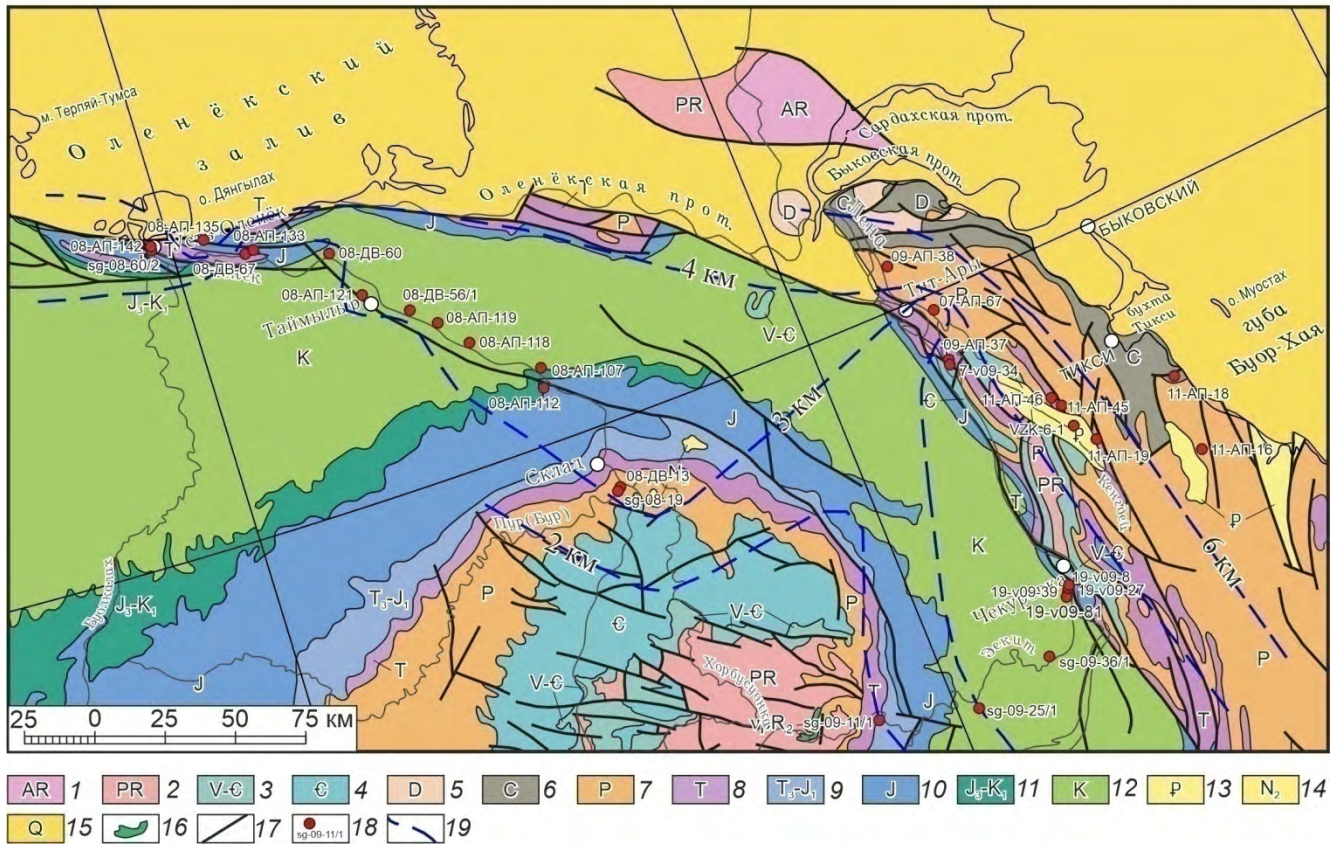 м. Терпяй-Тумса
Оленёкский
залив
о. Дянгылах
Оленёкская прот.
PR
AR
Сардахская прот.
Быковская прот.
БЫКОВСКИЙ
о. Муостах
губа
Буор-Хая
бухта
Тикси
ТИКСИ
D
D
C
C
Тит-Ары
08-АП-135
08-АП-142
sg-08-60/2
08-АП-133
08-ДВ-67
T
J
J
P
08-ДВ-60
08-АП-121
Таймылыр
08-ДВ-56/1
08-АП-119
08-АП-118
08-АП-107
08-АП-112
4 км
V-Є
3 км
09-АП-38
P
07-АП-67
09-АП-37
7-v09-34
Є
J
11-АП-46
11-АП-45
VZK-6-1
11-АП-19
11-АП-18
11-АП-16
J₃-K₁
K
J
Склад
N
08-ДВ-13
sg-08-19
Пур (Бур)
2 км
P
PR
T
K
V-Є
6 км
Чекуровка
19-v09-8
19-v09-39
19-v09-27
19-v09-81
Эекит
sg-09-36/1
P
T₃-J₁
J₃-K₁
P
Є
V-Є
P
V-Є
PR
T
J
T
J
T
sg-09-11/1
sg-09-25/1
25 0 25 50 75 км
AR 1 PR 2 V-Є 3 Є 4 D 5 C 6 P 7 T 8 T₃-J₁ 9 J 10 J₃-K₁ 11 K 12 ₽ 13 N₂ 14
Q 15 16 17 sg-09-11/1 18 19